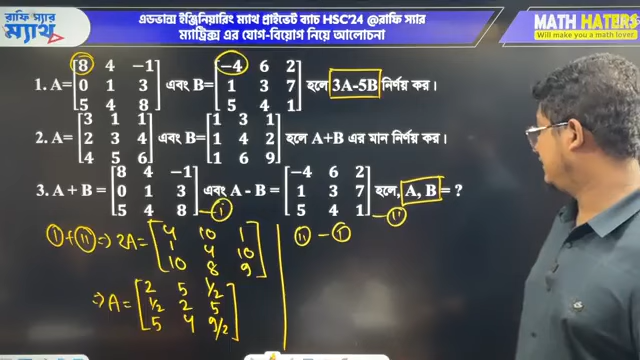 রাফি স্যার
ম্যাথ
এডভান্স ইঞ্জিনিয়ারিং ম্যাথ প্রাইভেট ব্যাচ HSC'24 @রাফি স্যার
ম্যাট্রিক্স এর যোগ-বিয়োগ নিয়ে আলোচনা
MATH HATERS
Will make you a math lover
1. A= [8 4 −1; 0 1 3; 5 4 8] এবং B= [−4 6 2; 1 3 7; 5 4 1] হলে 3A-5B নির্ণয় কর।
2. A= [3 1 1; 2 3 4; 4 5 6] এবং B= [1 3 1; 1 4 2; 1 6 9] হলে A+B এর মান নির্ণয় কর।
3. A + B = [8 4 −1; 0 1 3; 5 4 8] —(i) এবং A - B = [−4 6 2; 1 3 7; 5 4 1] —(ii) হলে, A, B = ?
(i) + (ii) ⇒ 2A = [4 10 1; 1 4 10; 10 8 9]
(ii) − (i)
⇒ A = [2 5 1/2; 1/2 2 5; 5 4 9/2]